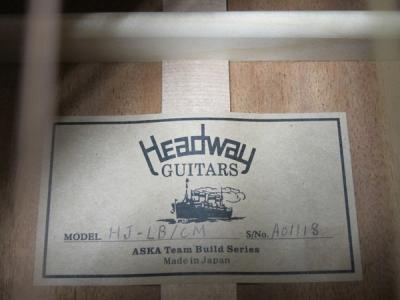 Headway
GUITARS
MODEL HJ-LB/CM S/No. A01118
ASKA Team Build Series
Made in Japan